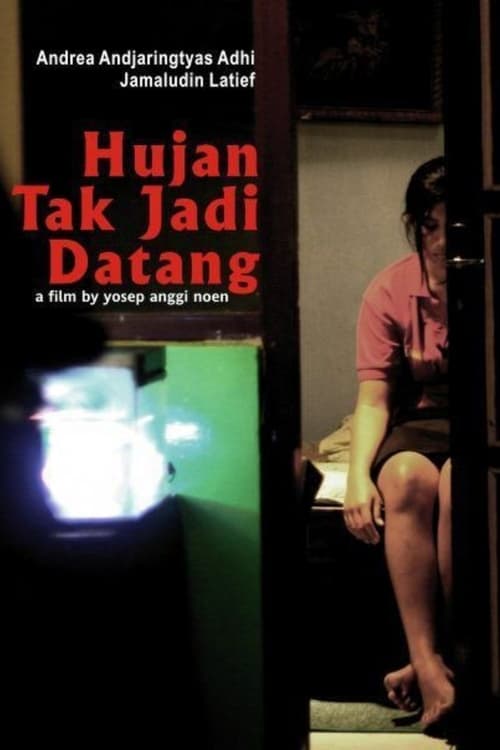 Andrea Andjaringtyas Adhi
Jamaludin Latief
Hujan
Tak Jadi
Datang
a film by yosep anggi noen